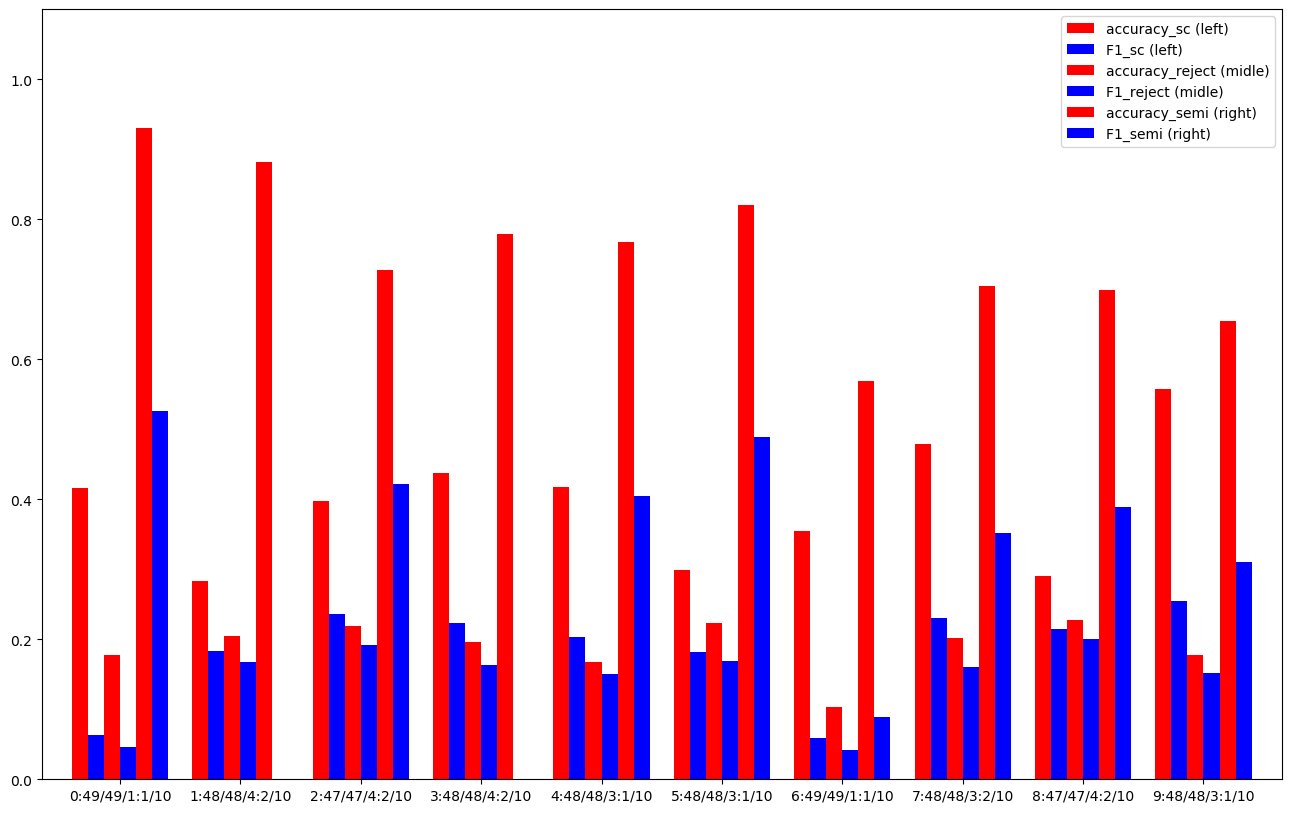 accuracy_sc (left)
F1_sc (left)
accuracy_reject (midle)
F1_reject (midle)
accuracy_semi (right)
F1_semi (right)
1.0
0.8
0.6
0.4
0.2
0.0
0:49/49/1:1/10 1:48/48/4:2/10 2:47/47/4:2/10 3:48/48/4:2/10 4:48/48/3:1/10 5:48/48/3:1/10 6:49/49/1:1/10 7:48/48/3:2/10 8:47/47/4:2/10 9:48/48/3:1/10